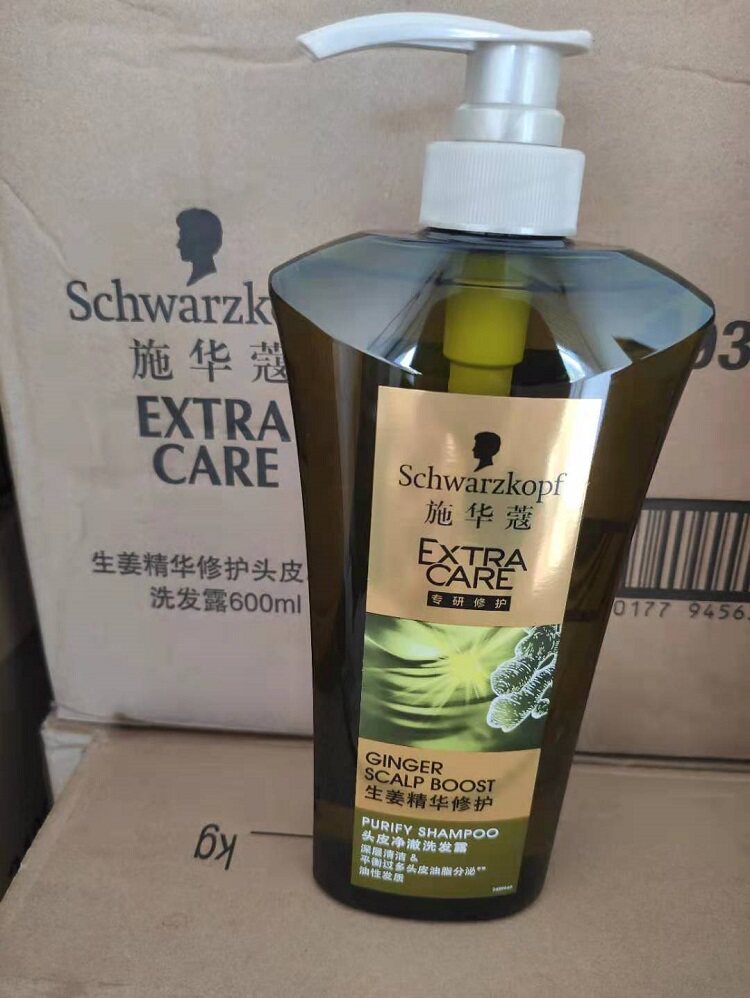 Schwarzk
施华蔻
EXTRA
CARE
生姜精华修护头皮
洗发露600ml
93
0177 9456
kg
Schwarzkopf
施华蔻
EXTRA
CARE
专研修护
GINGER
SCALP BOOST
生姜精华修护
PURIFY SHAMPOO
头皮净澈洗发露
深层清洁 &
平衡过多头皮油脂分泌**
油性发质